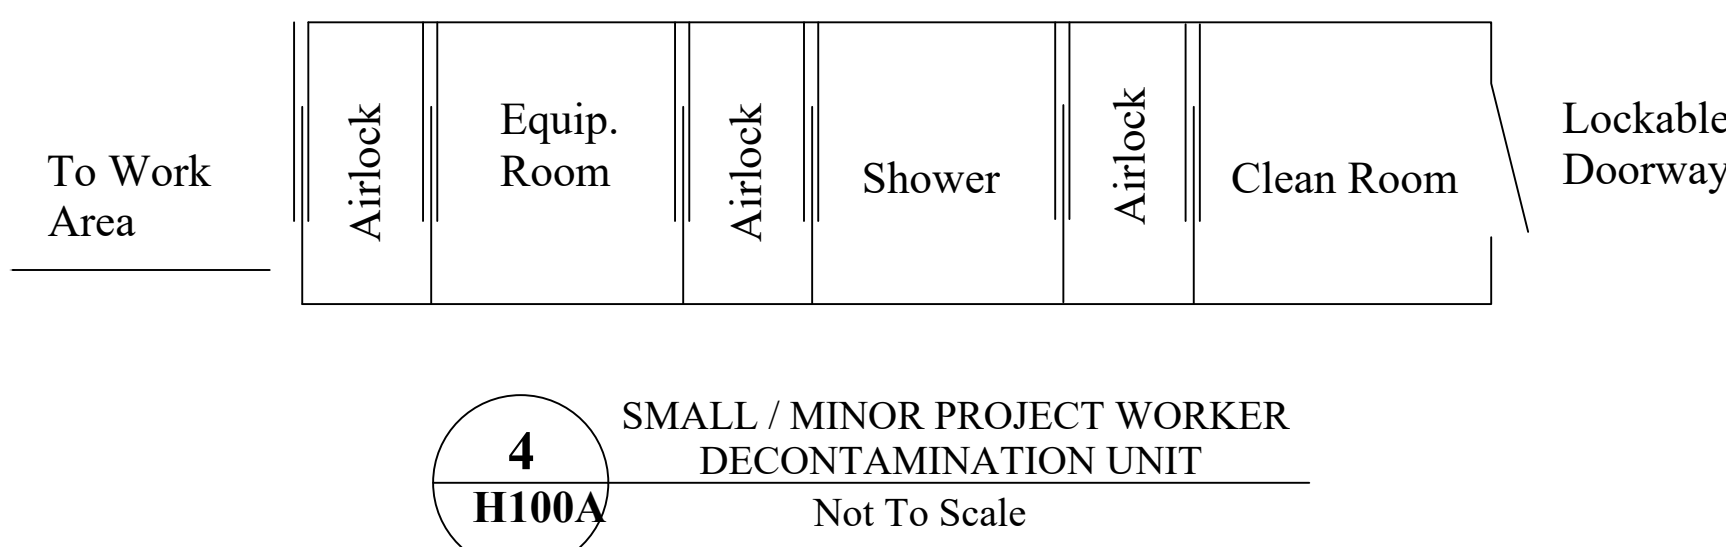 To Work
Area
Airlock
Equip.
Room
Airlock
Shower
Airlock
Clean Room
Lockable
Doorway
4
H100A
SMALL / MINOR PROJECT WORKER
DECONTAMINATION UNIT
Not To Scale